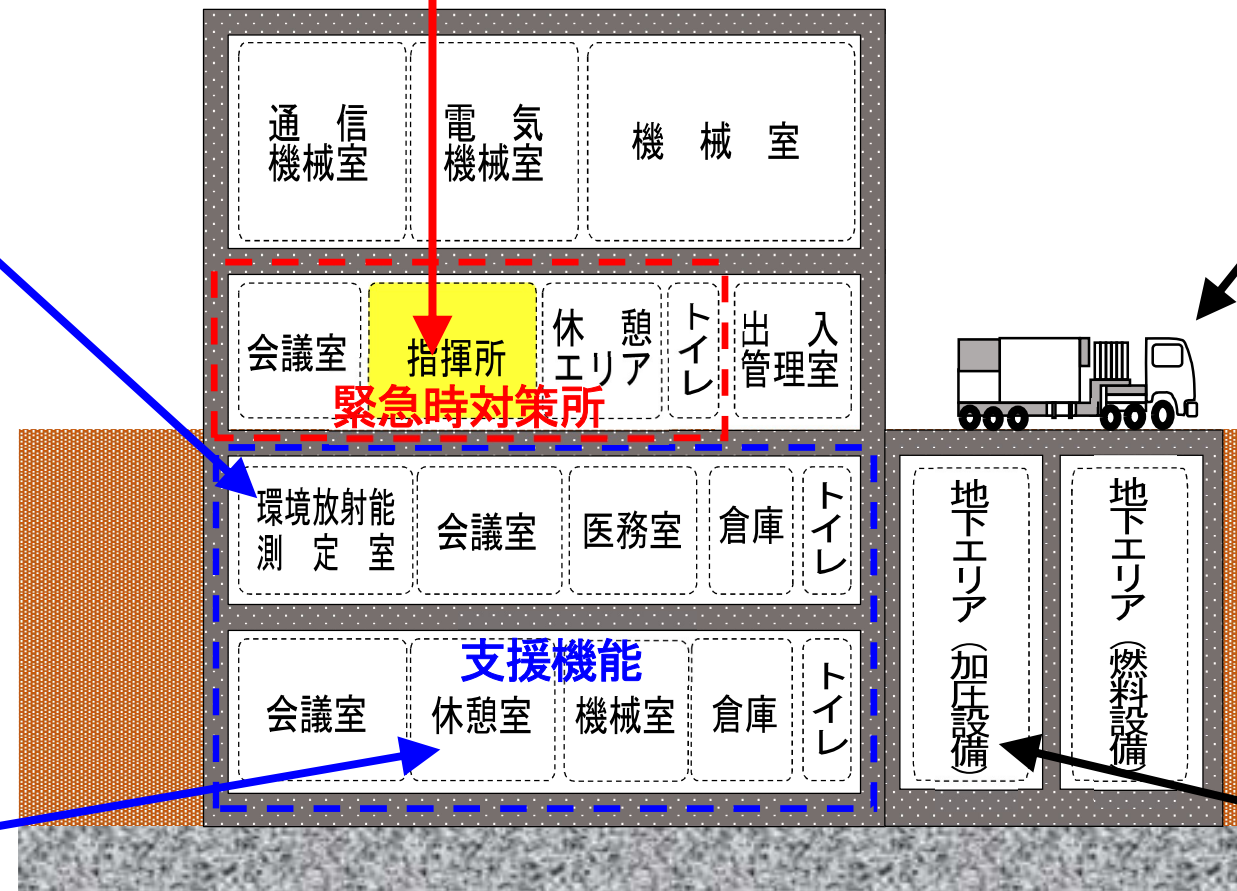 通　信
機械室
電　気
機械室
機　械　室
会議室
指揮所
休　憩
エリア
トイレ
出　入
管理室
緊急時対策所
環境放射能
測　定　室
会議室
医務室
倉庫
トイレ
支援機能
会議室
休憩室
機械室
倉庫
トイレ
地下エリア（加圧設備）
地下エリア（燃料設備）